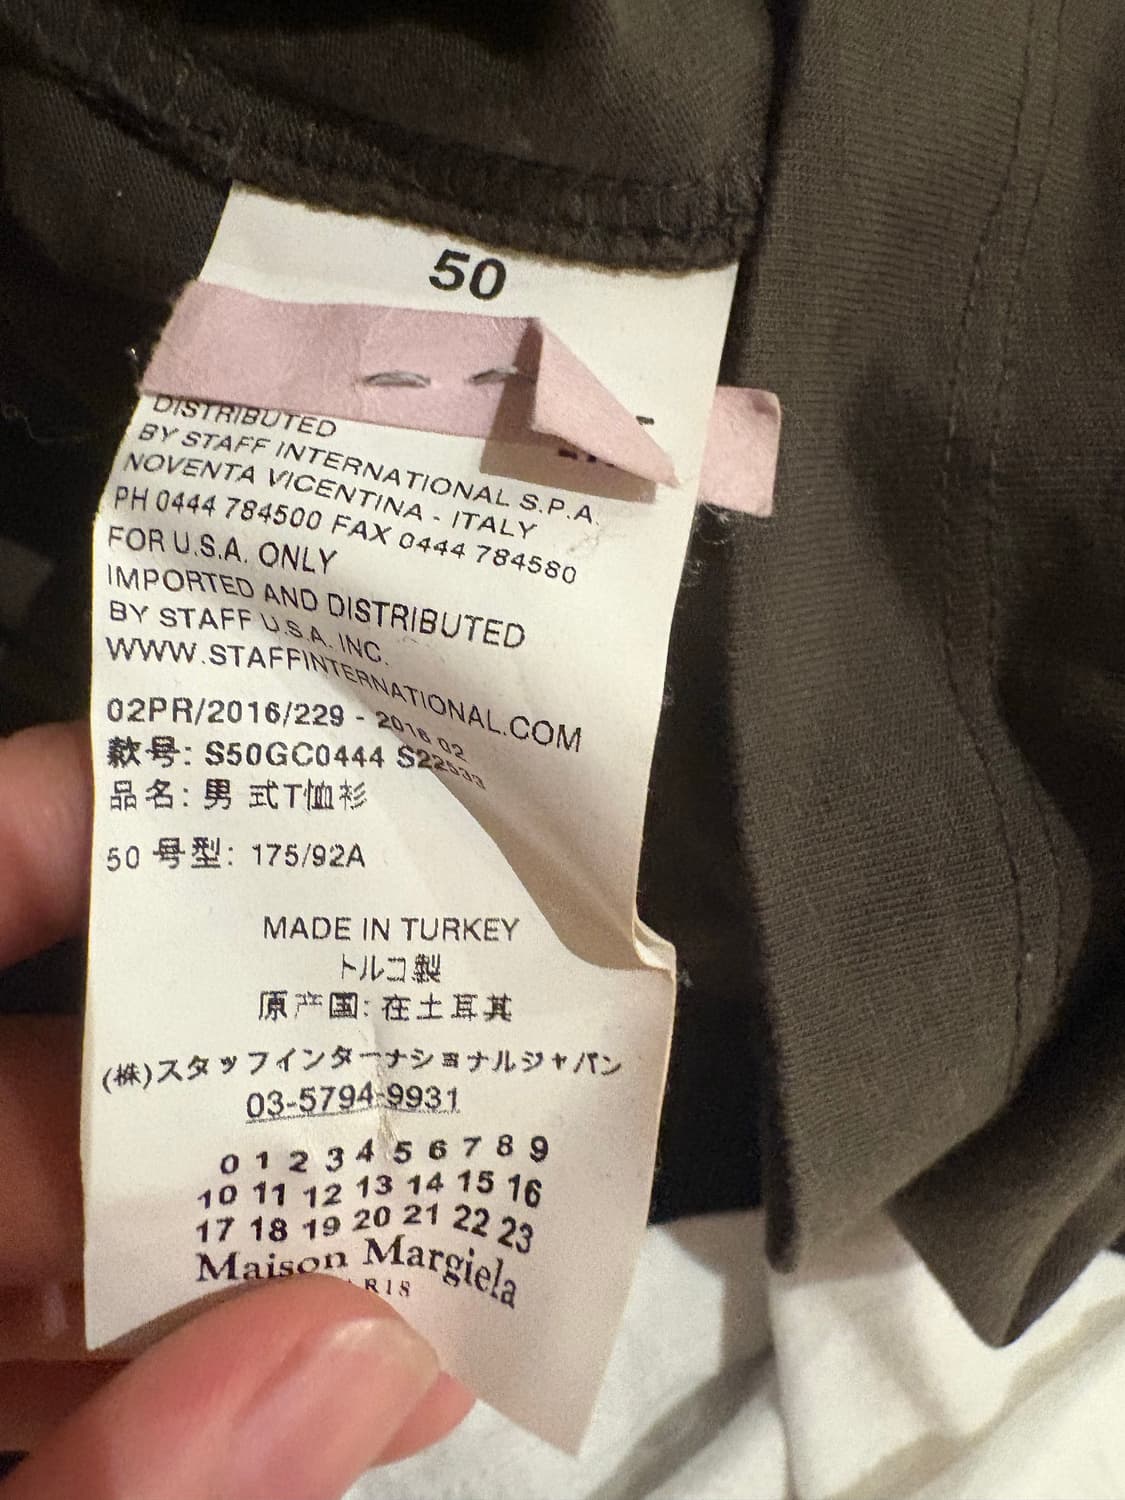 50
DISTRIBUTED
BY STAFF INTERNATIONAL S.P.A.
NOVENTA VICENTINA - ITALY
PH 0444 784500 FAX 0444 784580
FOR U.S.A. ONLY
IMPORTED AND DISTRIBUTED
BY STAFF U.S.A. INC.
WWW.STAFFINTERNATIONAL.COM
02PR/2016/229 - 2016 02
款号: S50GC0444 S22533
品名: 男 式T恤衫
50 号型: 175/92A
MADE IN TURKEY
トルコ製
原产国: 在土耳其
(株)スタッフインターナショナルジャパン
03-5794-9931
0 1 2 3 4 5 6 7 8 9
10 11 12 13 14 15 16
17 18 19 20 21 22 23
Maison Margiela